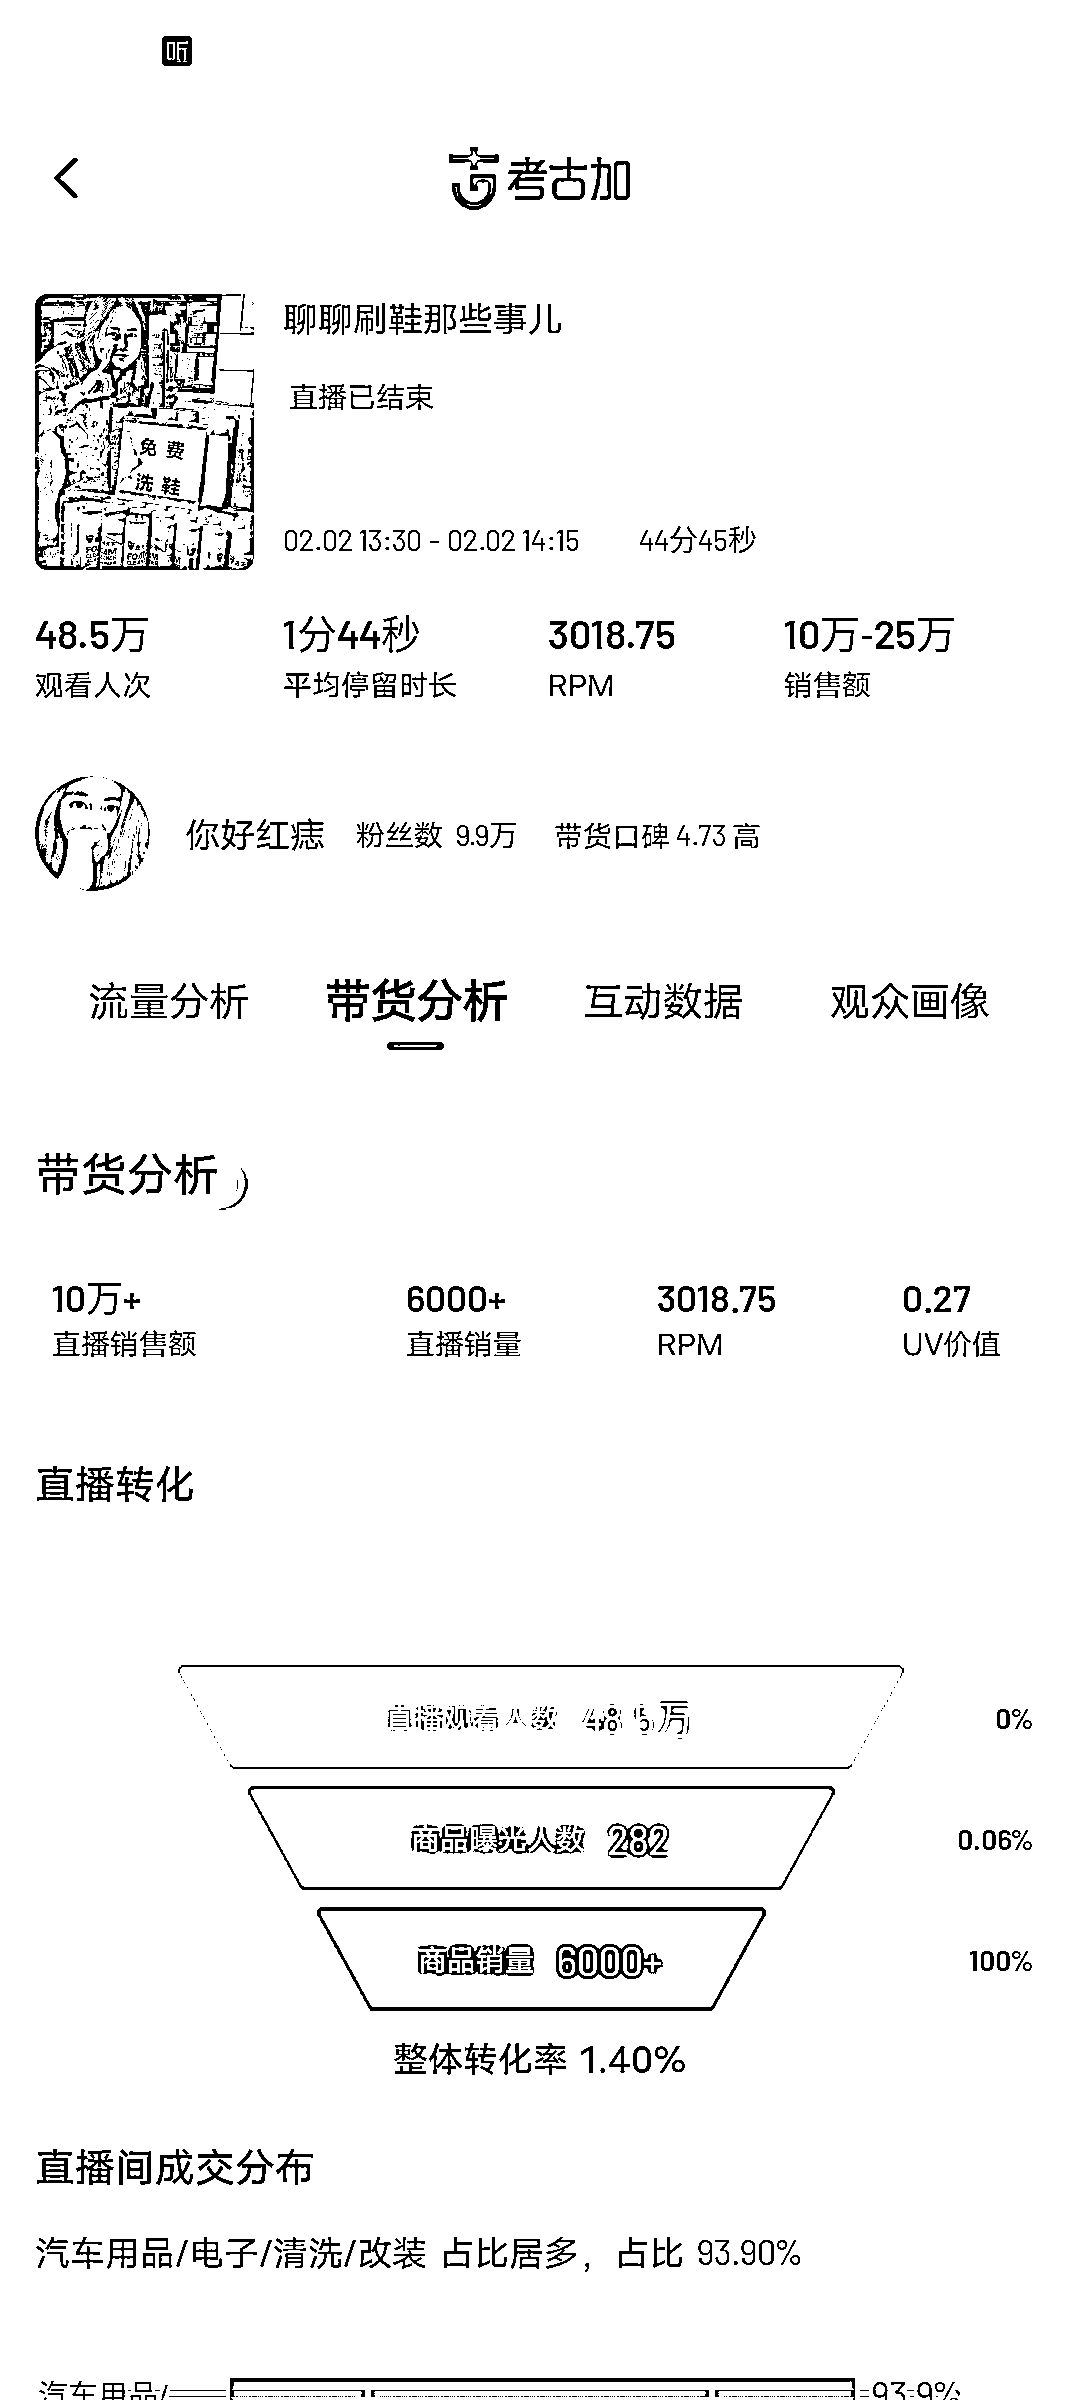 听
考古加
聊聊刷鞋那些事儿
直播已结束
免费
洗鞋
02.02 13:30 - 02.02 14:15 44分45秒
48.5万 1分44秒 3018.75 10万-25万
观看人次 平均停留时长 RPM 销售额
你好红痣 粉丝数 9.9万 带货口碑 4.73 高
流量分析 带货分析 互动数据 观众画像
带货分析
10万+ 6000+ 3018.75 0.27
直播销售额 直播销量 RPM UV价值
直播转化
直播观看人数 48.5万 0%
商品曝光人数 282 0.06%
商品销量 6000+ 100%
整体转化率 1.40%
直播间成交分布
汽车用品/电子/清洗/改装 占比居多，占比 93.90%
汽车用品/ 93.9%